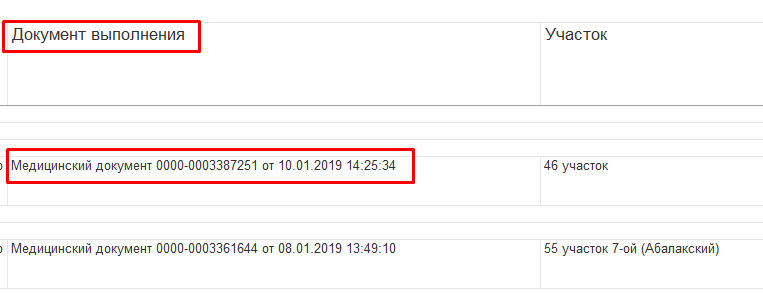 Документ выполнения Участок
Медицинский документ 0000-0003387251 от 10.01.2019 14:25:34 46 участок
Медицинский документ 0000-0003361644 от 08.01.2019 13:49:10 55 участок 7-ой (Абалакский)